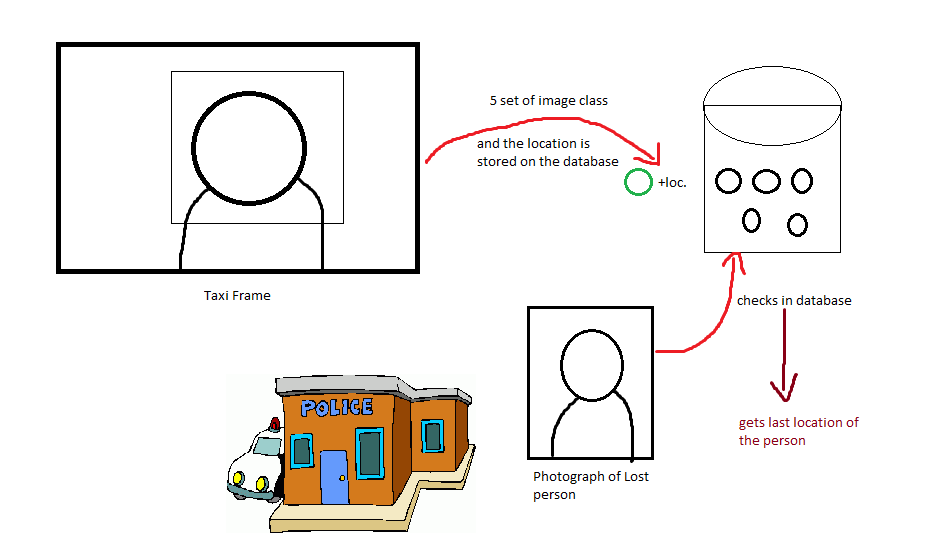 5 set of image class
and the location is
stored on the database
+loc.
Taxi Frame
checks in database
POLICE
gets last location of
the person
Photograph of Lost
person